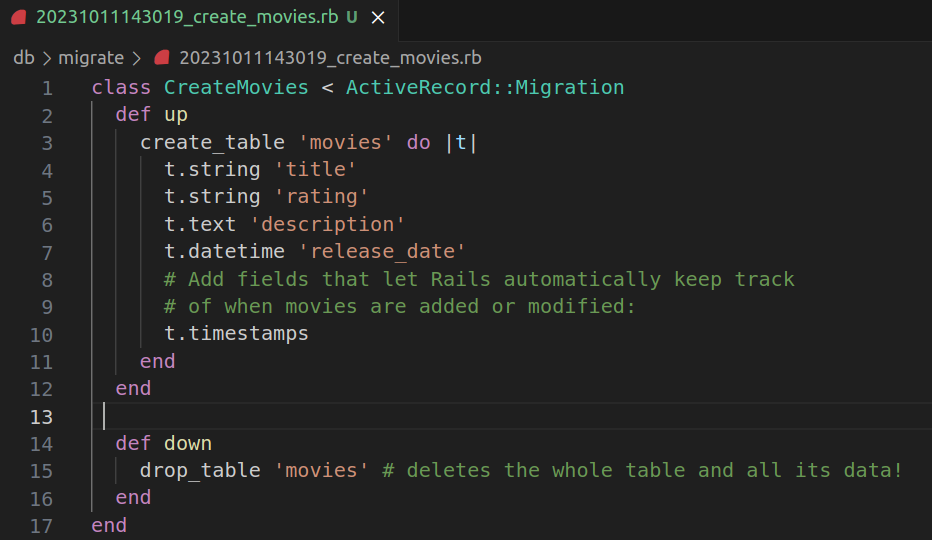 20231011143019_create_movies.rb U ×
db > migrate > 20231011143019_create_movies.rb
1 class CreateMovies < ActiveRecord::Migration
2   def up
3     create_table 'movies' do |t|
4       t.string 'title'
5       t.string 'rating'
6       t.text 'description'
7       t.datetime 'release_date'
8       # Add fields that let Rails automatically keep track
9       # of when movies are added or modified:
10       t.timestamps
11     end
12   end
13
14   def down
15     drop_table 'movies' # deletes the whole table and all its data!
16   end
17 end